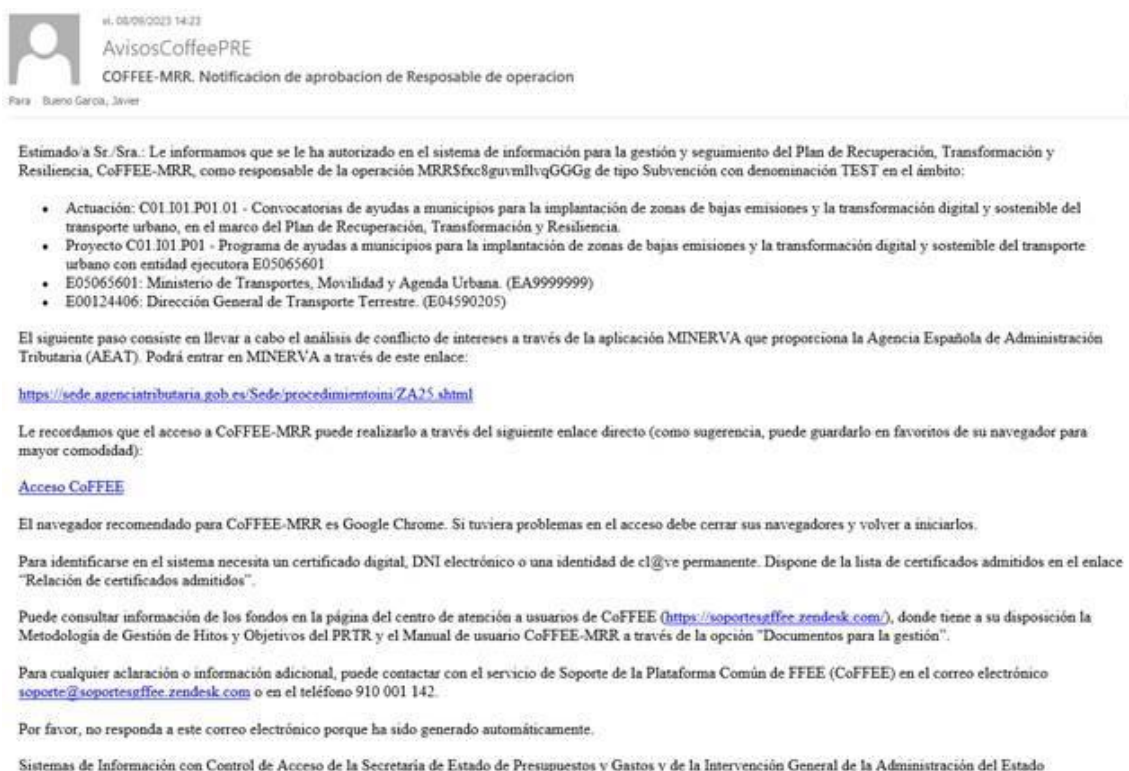 vi. 08/09/2023 14:23
AvisosCoffeePRE
COFFEE-MRR. Notificacion de aprobacion de Resposable de operacion
Para Bueno Garcia, Javier
Estimado/a Sr./Sra.: Le informamos que se le ha autorizado en el sistema de información para la gestión y seguimiento del Plan de Recuperación, Transformación y
Resiliencia, CoFFEE-MRR, como responsable de la operación MRRSfxc8guvmIlvqGGGg de tipo Subvención con denominación TEST en el ámbito:
• Actuación: C01.I01.P01.01 - Convocatorias de ayudas a municipios para la implantación de zonas de bajas emisiones y la transformación digital y sostenible del
transporte urbano, en el marco del Plan de Recuperación, Transformación y Resiliencia.
• Proyecto C01.I01.P01 - Programa de ayudas a municipios para la implantación de zonas de bajas emisiones y la transformación digital y sostenible del transporte
urbano con entidad ejecutora E05065601
• E05065601: Ministerio de Transportes, Movilidad y Agenda Urbana. (EA9999999)
• E00124406: Dirección General de Transporte Terrestre. (E04590205)
El siguiente paso consiste en llevar a cabo el análisis de conflicto de intereses a través de la aplicación MINERVA que proporciona la Agencia Española de Administración
Tributaria (AEAT). Podrá entrar en MINERVA a través de este enlace:
https://sede.agenciatributaria.gob.es/Sede/procedimientoini/ZA25.shtml
Le recordamos que el acceso a CoFFEE-MRR puede realizarlo a través del siguiente enlace directo (como sugerencia, puede guardarlo en favoritos de su navegador para
mayor comodidad):
Acceso CoFFEE
El navegador recomendado para CoFFEE-MRR es Google Chrome. Si tuviera problemas en el acceso debe cerrar sus navegadores y volver a iniciarlos.
Para identificarse en el sistema necesita un certificado digital, DNI electrónico o una identidad de cl@ve permanente. Dispone de la lista de certificados admitidos en el enlace
“Relación de certificados admitidos”.
Puede consultar información de los fondos en la página del centro de atención a usuarios de CoFFEE (https://soportesgffee.zendesk.com/), donde tiene a su disposición la
Metodología de Gestión de Hitos y Objetivos del PRTR y el Manual de usuario CoFFEE-MRR a través de la opción "Documentos para la gestión".
Para cualquier aclaración o información adicional, puede contactar con el servicio de Soporte de la Plataforma Común de FFEE (CoFFEE) en el correo electrónico
soporte@soportesgffee.zendesk.com o en el teléfono 910 001 142.
Por favor, no responda a este correo electrónico porque ha sido generado automáticamente.
Sistemas de Información con Control de Acceso de la Secretaría de Estado de Presupuestos y Gastos y de la Intervención General de la Administración del Estado